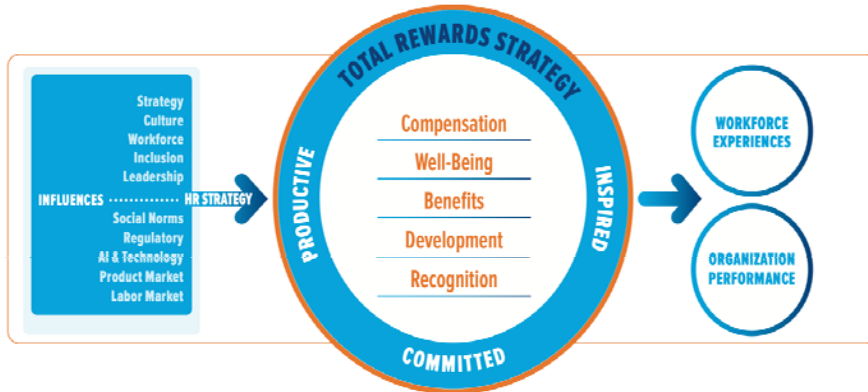 Strategy
Culture
Workforce
Inclusion
Leadership
INFLUENCES ............ HR STRATEGY
Social Norms
Regulatory
AI & Technology
Product Market
Labor Market
TOTAL REWARDS STRATEGY
PRODUCTIVE
Compensation
Well-Being
Benefits
Development
Recognition
INSPIRED
COMMITTED
WORKFORCE
EXPERIENCES
ORGANIZATION
PERFORMANCE